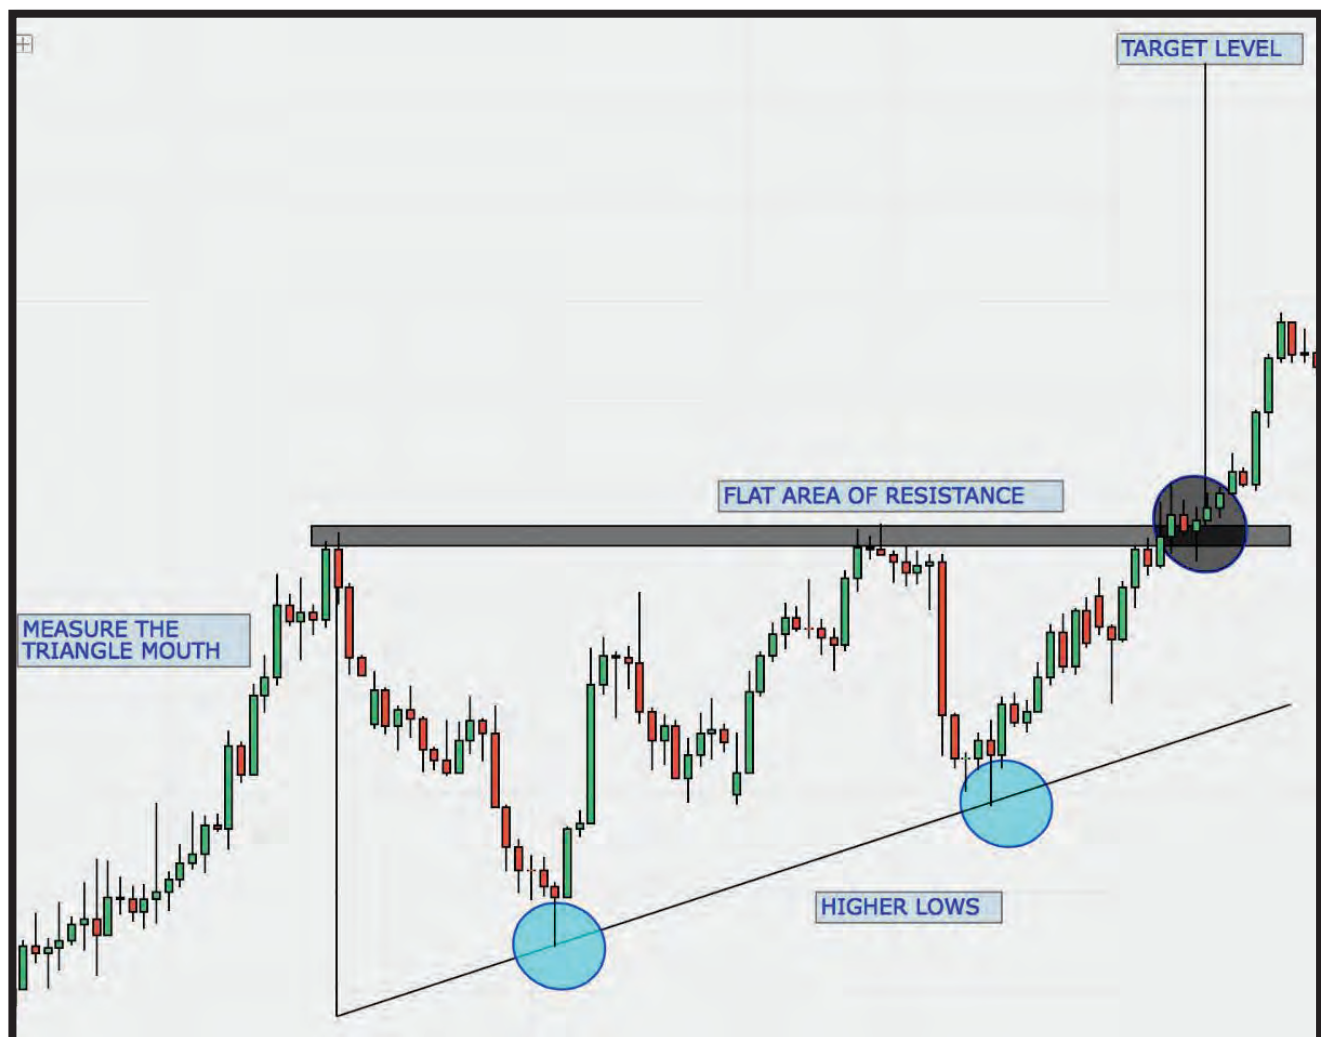 TARGET LEVEL
FLAT AREA OF RESISTANCE
MEASURE THE
TRIANGLE MOUTH
HIGHER LOWS